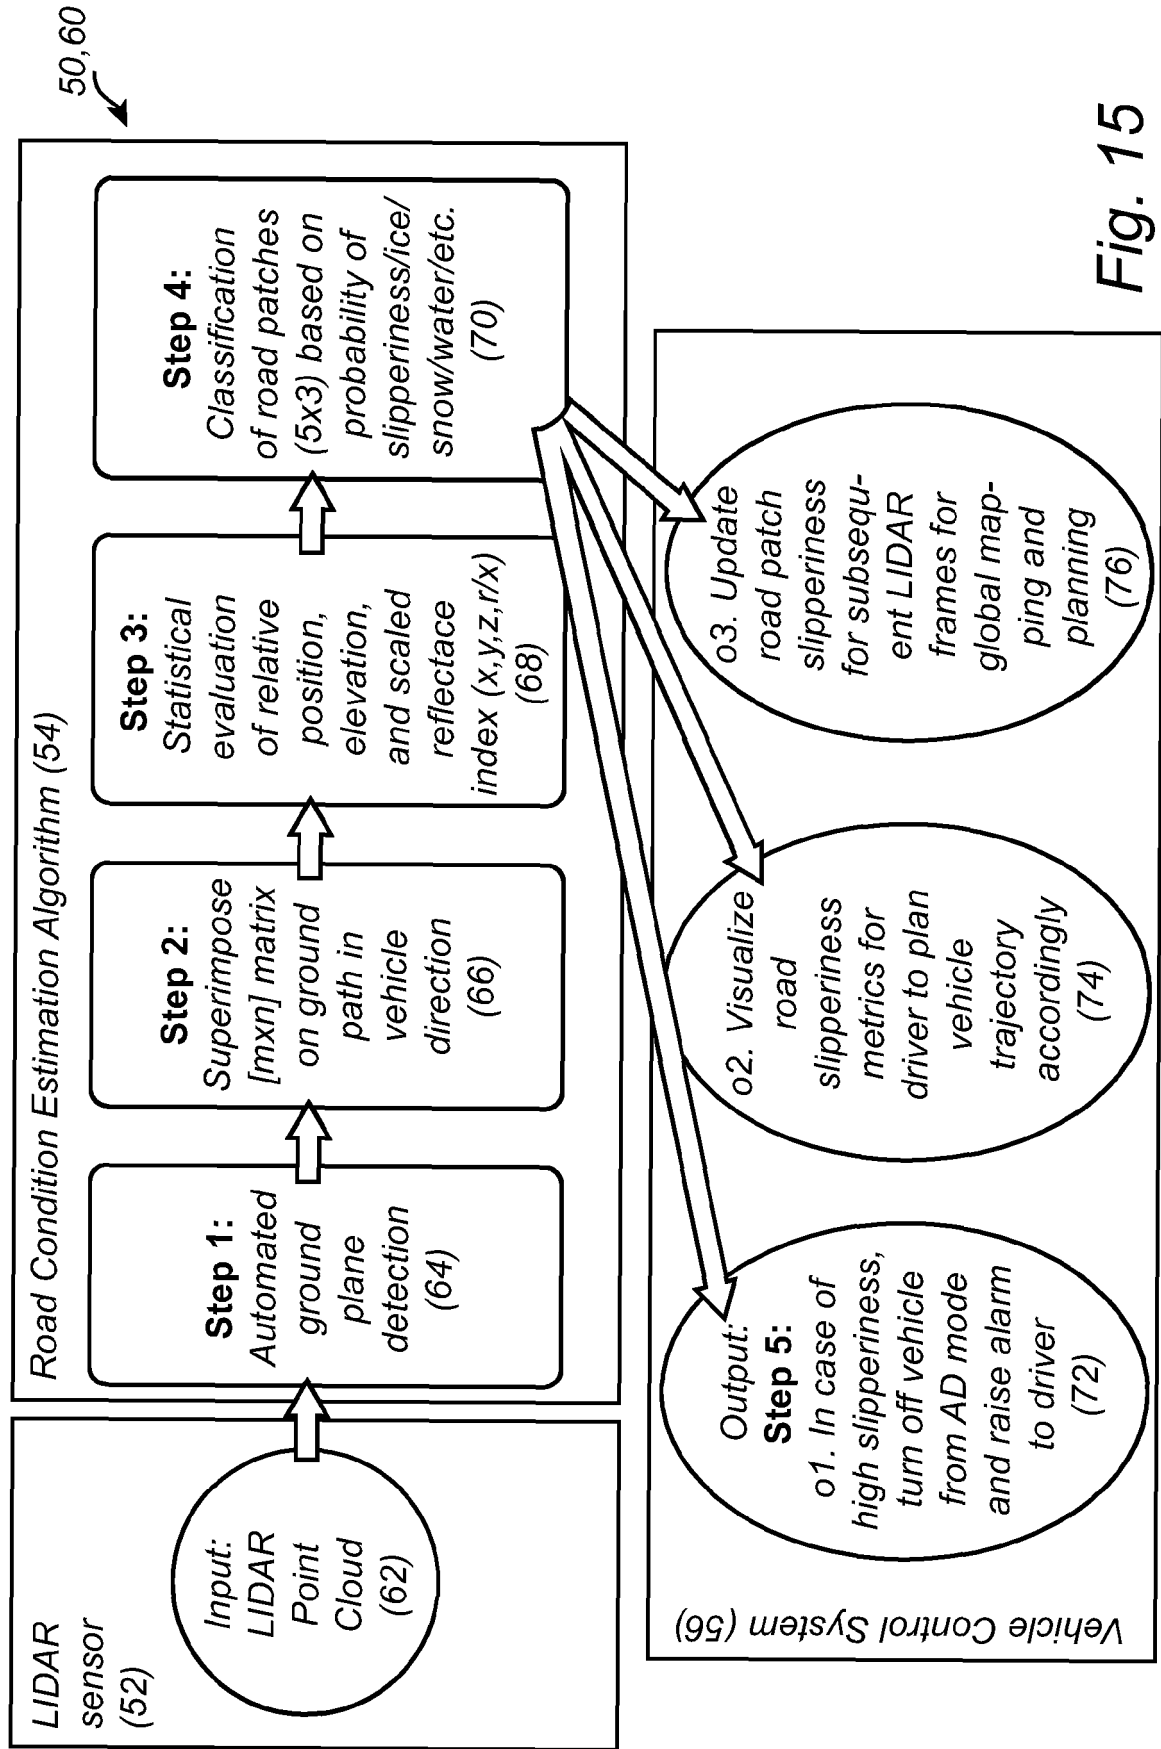 50,60
LIDAR
sensor
(52)
Input:
LIDAR
Point
Cloud
(62)
Road Condition Estimation Algorithm (54)
Step 1:
Automated
ground
plane
detection
(64)
Step 2:
Superimpose
[mxn] matrix
on ground
path in
vehicle
direction
(66)
Step 3:
Statistical
evaluation
of relative
position,
elevation,
and scaled
reflectace
index (x,y,z,r/x)
(68)
Step 4:
Classification
of road patches
(5x3) based on
probability of
slipperiness/ice/
snow/water/etc.
(70)
Vehicle Control System (56)
Output:
Step 5:
o1. In case of
high slipperiness,
turn off vehicle
from AD mode
and raise alarm
to driver
(72)
o2. Visualize
road
slipperiness
metrics for
driver to plan
vehicle
trajectory
accordingly
(74)
o3. Update
road patch
slipperiness
for subsequ-
ent LIDAR
frames for
global map-
ping and
planning
(76)
Fig. 15